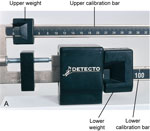 Upper weight
Upper calibration bar
DETECTO
100
A
Lower weight
Lower calibration bar